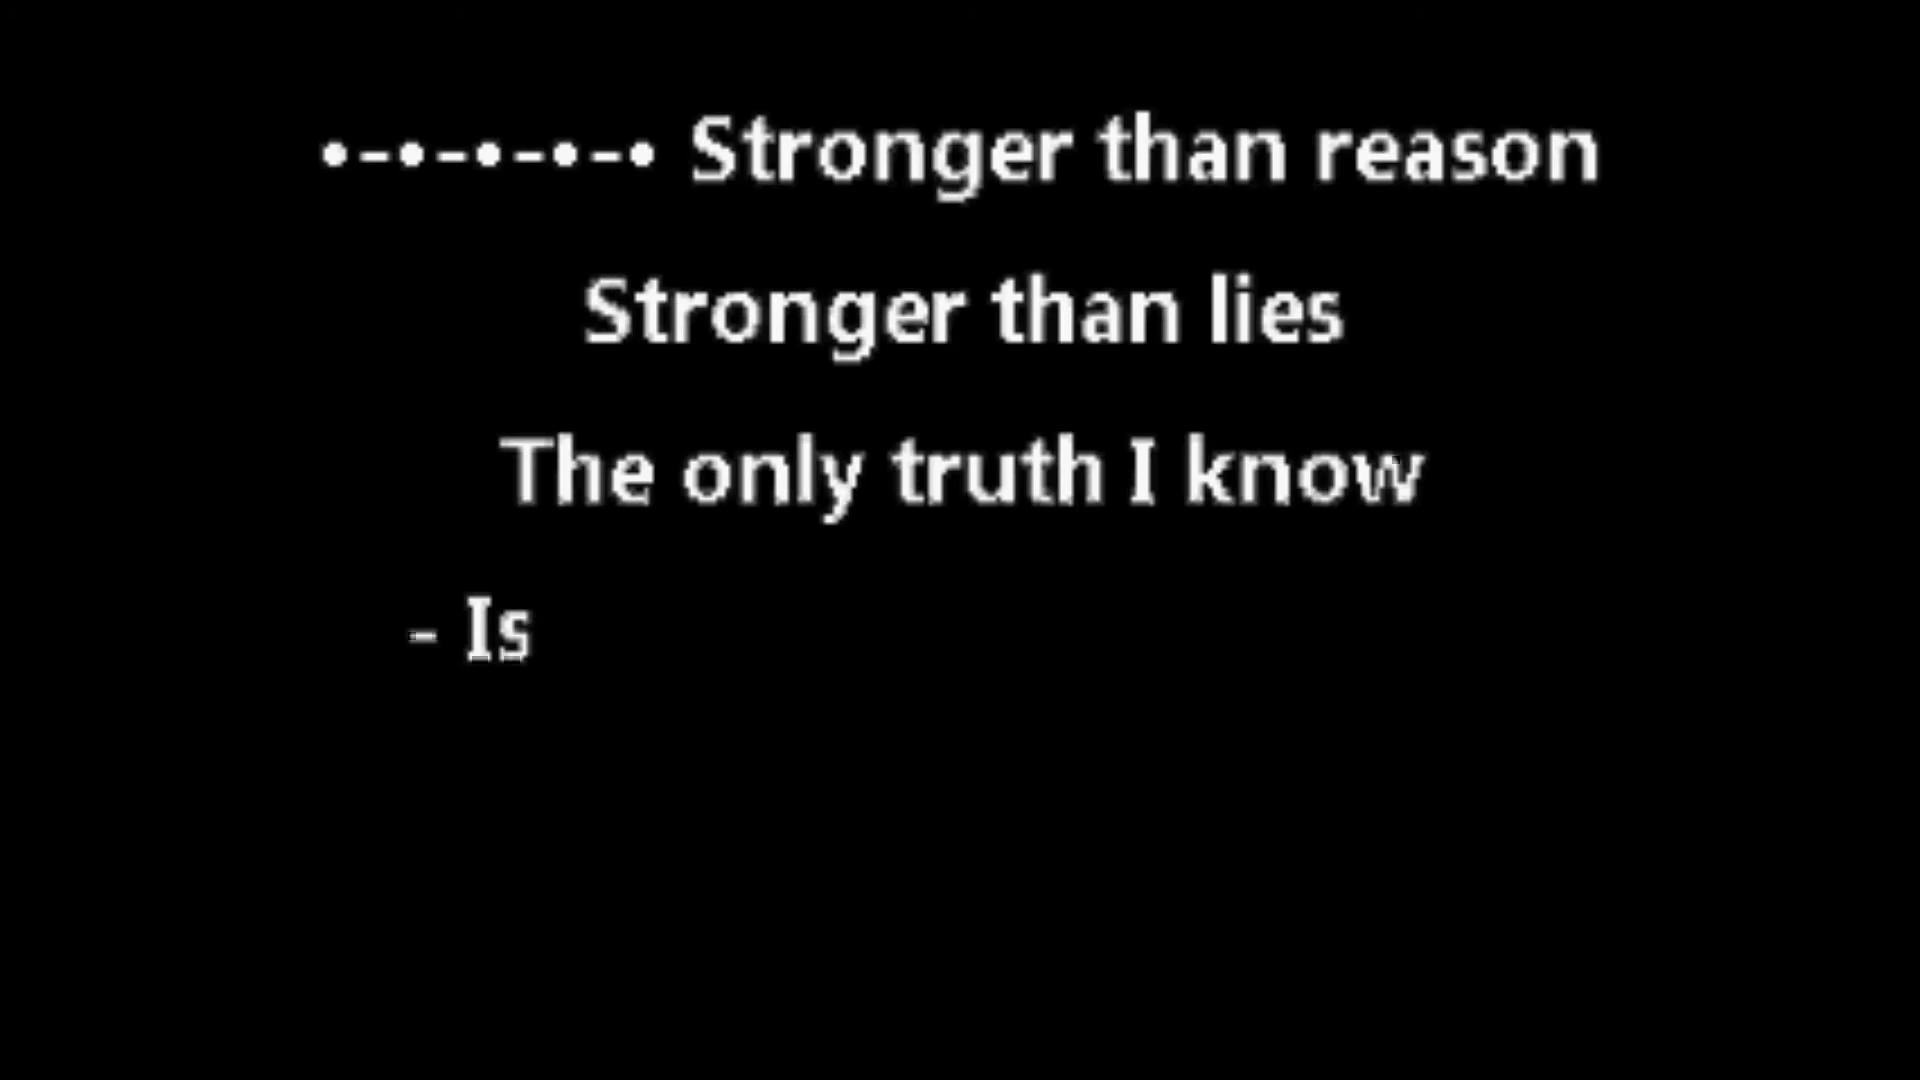 •–•–•–•–• Stronger than reason
Stronger than lies
The only truth I know
- Is